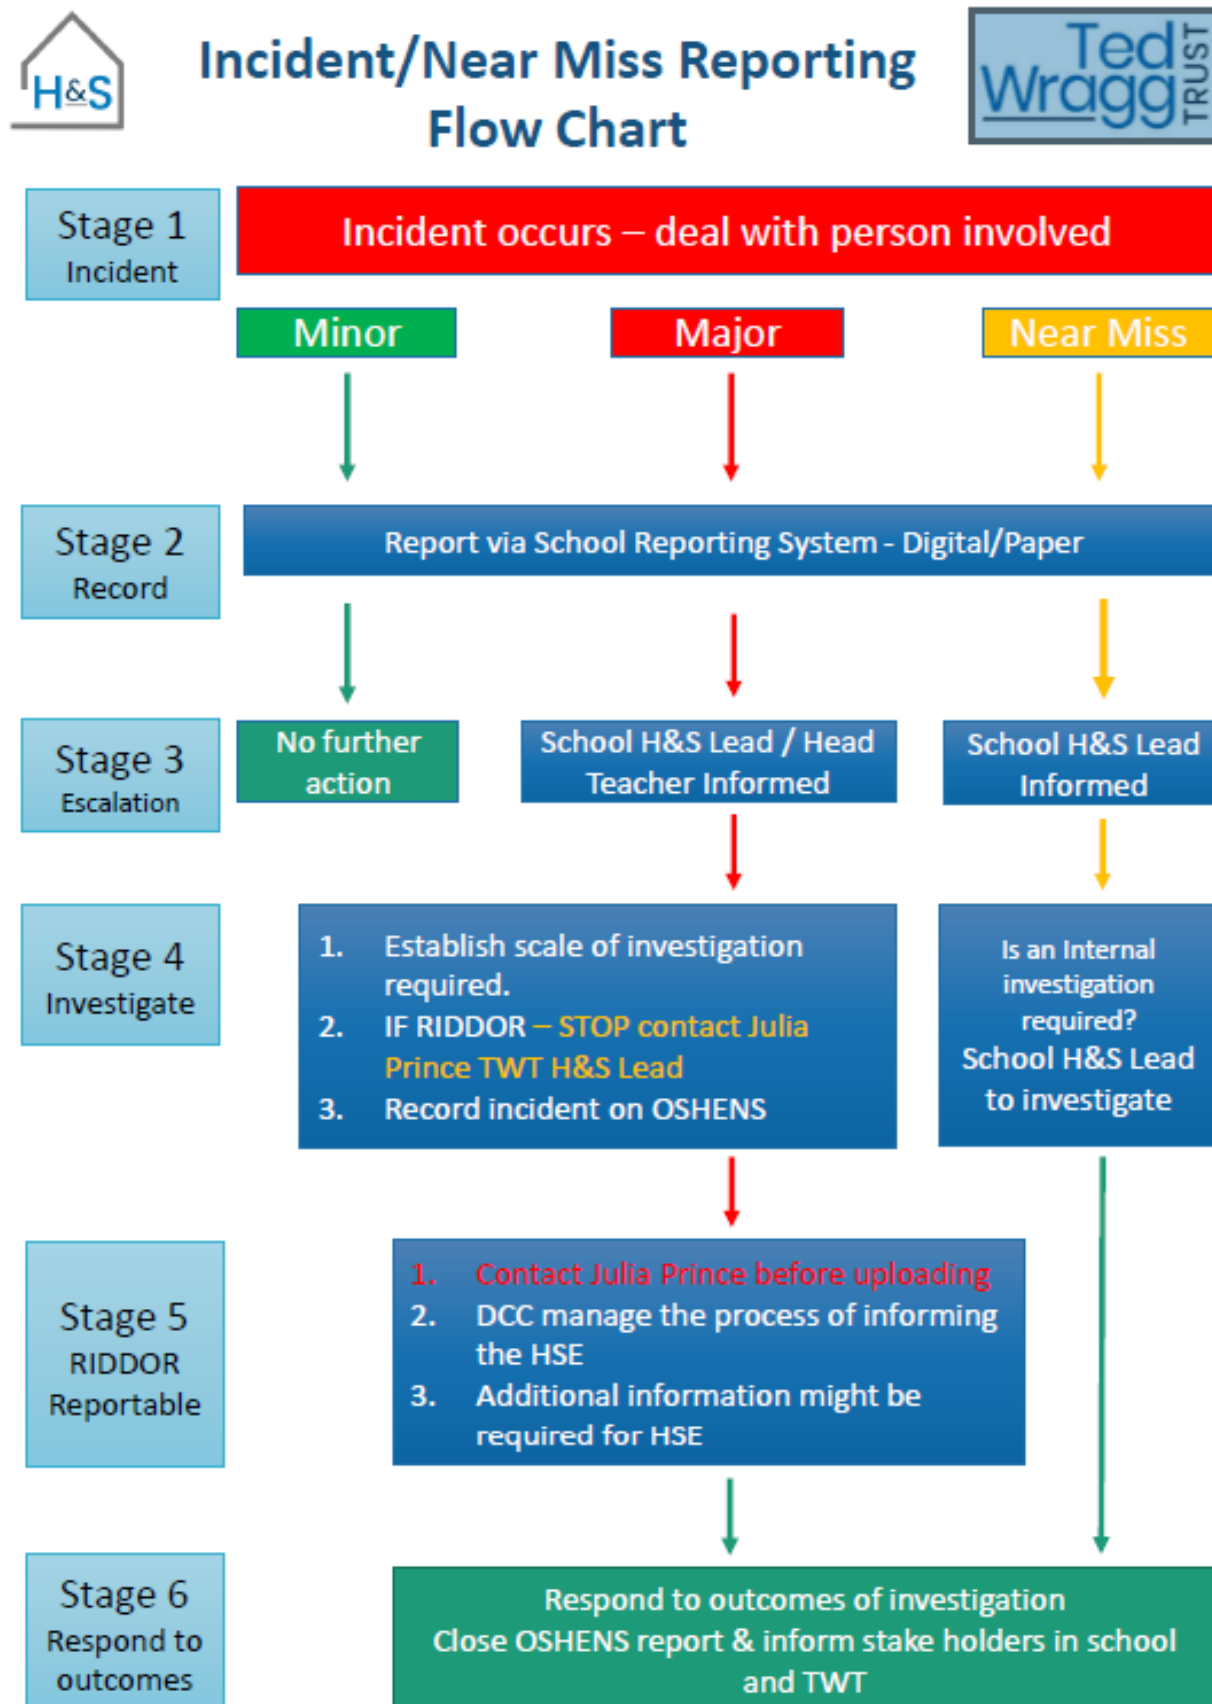 H&S
Incident/Near Miss Reporting
Flow Chart
Ted
Wragg
TRUST
Stage 1
Incident
Incident occurs – deal with person involved
Minor
Major
Near Miss
Stage 2
Record
Report via School Reporting System - Digital/Paper
Stage 3
Escalation
No further
action
School H&S Lead / Head
Teacher Informed
School H&S Lead
Informed
Stage 4
Investigate
1. Establish scale of investigation
required.
2. IF RIDDOR – STOP contact Julia
Prince TWT H&S Lead
3. Record incident on OSHENS
Is an Internal
investigation
required?
School H&S Lead
to investigate
Stage 5
RIDDOR
Reportable
1. Contact Julia Prince before uploading
2. DCC manage the process of informing
the HSE
3. Additional information might be
required for HSE
Stage 6
Respond to
outcomes
Respond to outcomes of investigation
Close OSHENS report & inform stake holders in school
and TWT